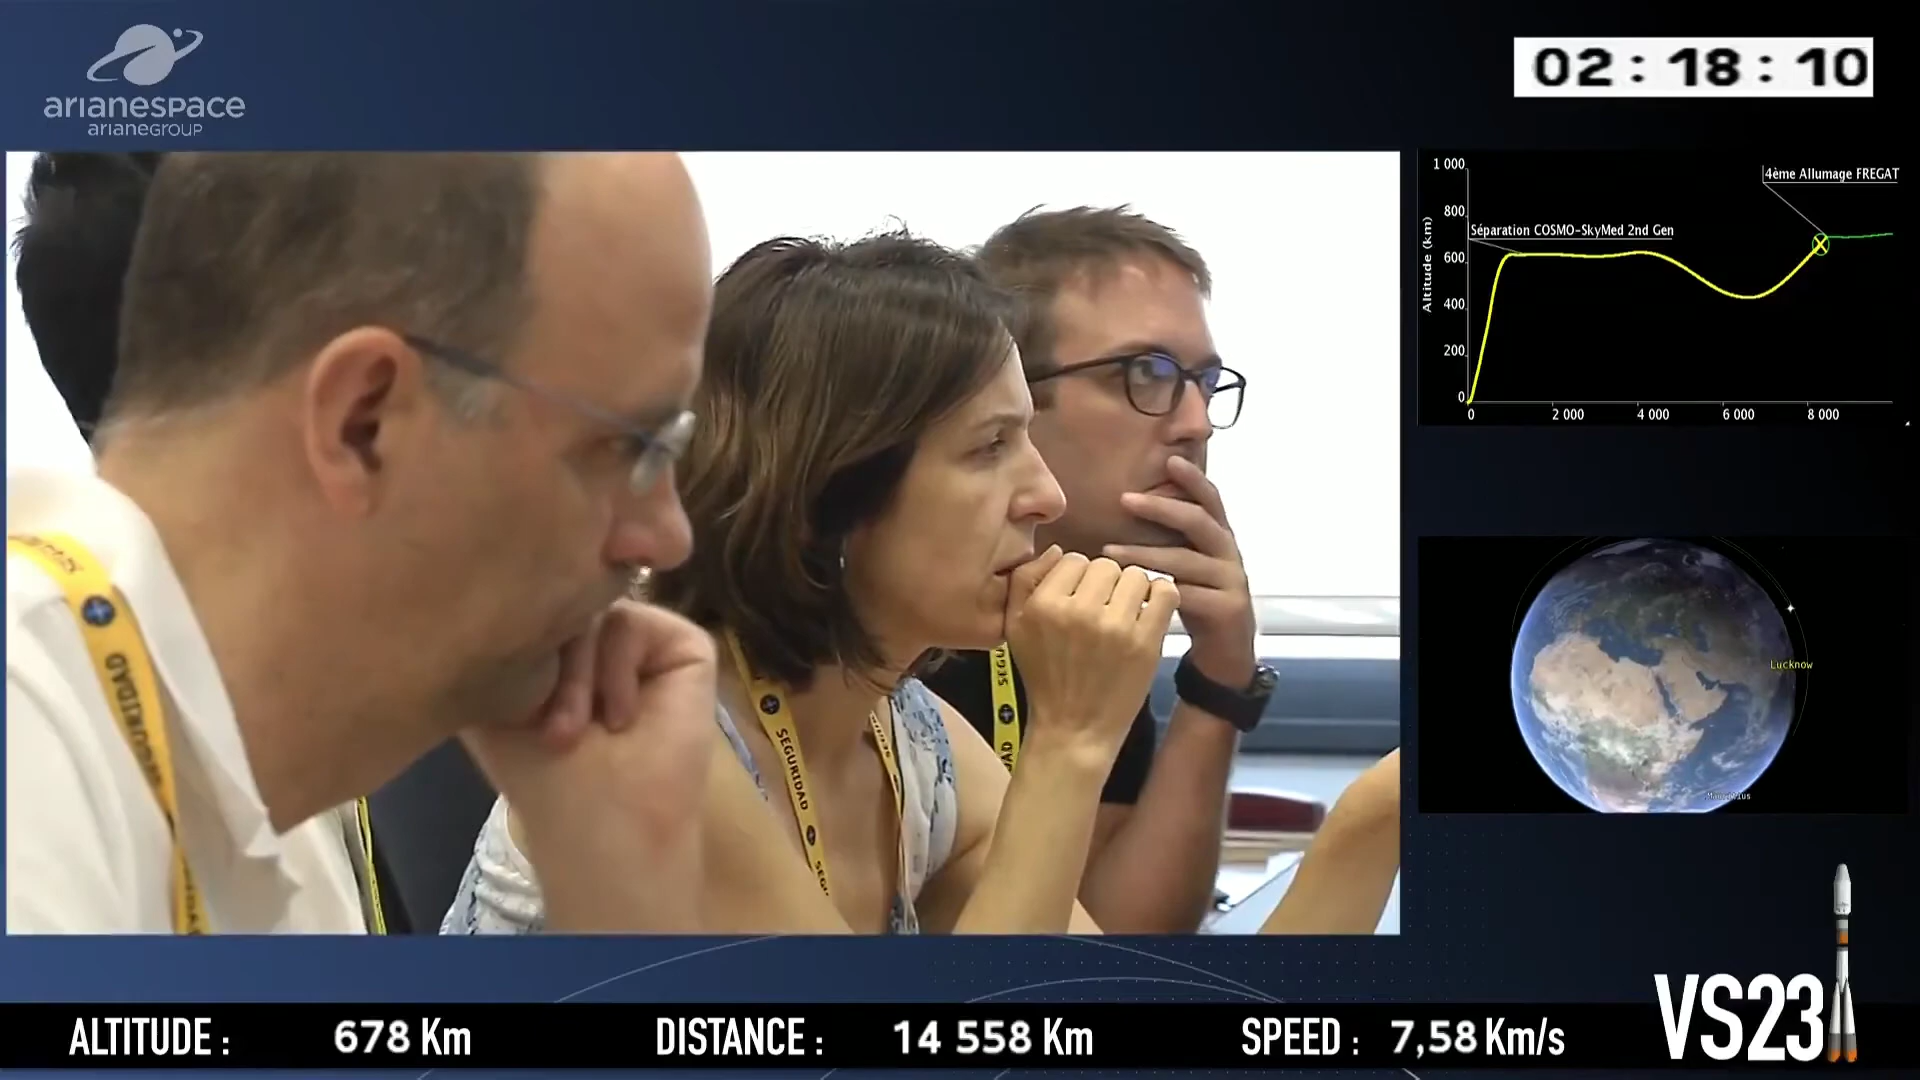 arianespace
arianeGROUP
02 : 18 : 10
1 000
800
600
400
200
0
Altitude (km)
4ème Allumage FREGAT
Séparation COSMO-SkyMed 2nd Gen
0
2 000
4 000
6 000
8 000
SEGURIDAD
SEGURIDAD
Lucknow
ALTITUDE : 678 Km
DISTANCE : 14 558 Km
SPEED : 7,58 Km/s
VS23